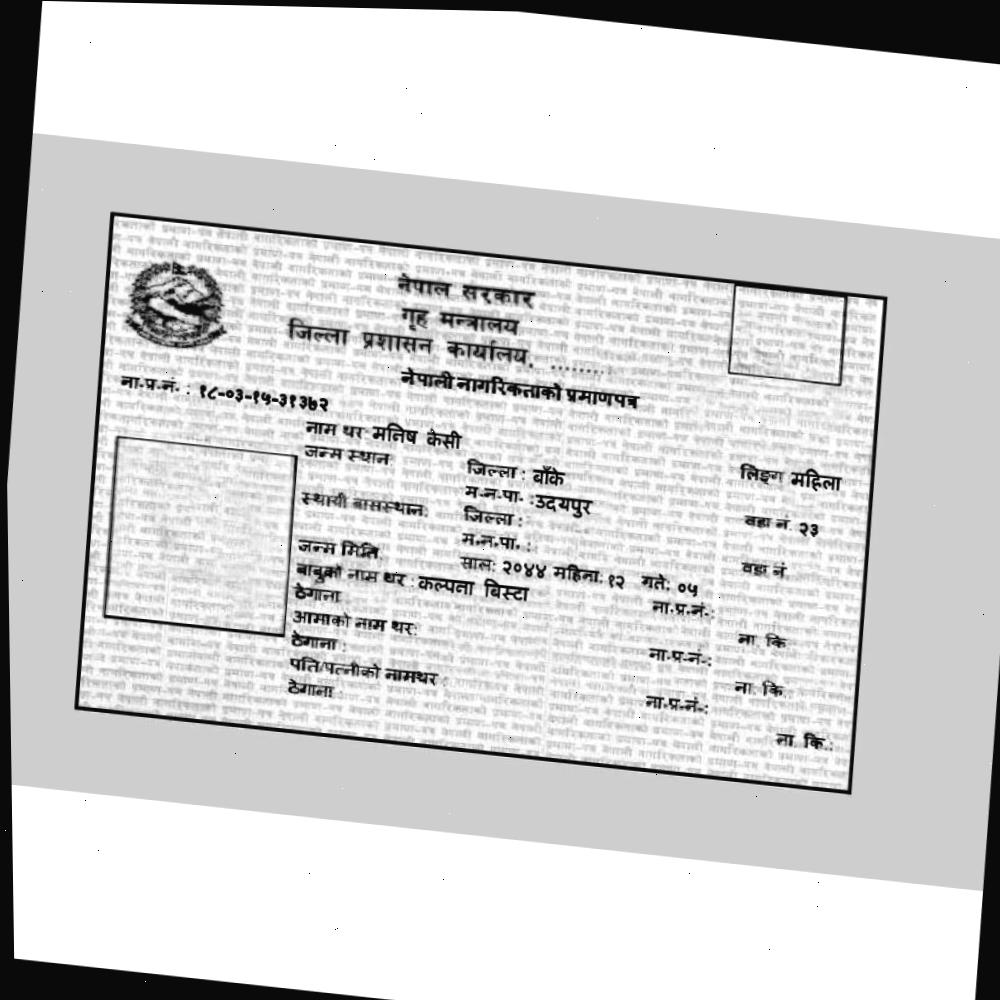 नेपाल सरकार
गृह मन्त्रालय
जिल्ला प्रशासन कार्यालय, ........
नेपाली नागरिकताको प्रमाणपत्र
ना.प्र.नं. : १८-०३-१५-३१३७२
नाम थर: मनिष केसी
लिङ्ग महिला
जन्म स्थान: जिल्ला : बाँके
म.न.पा. :उदयपुर वडा नं. २३
स्थायी बासस्थान: जिल्ला :
म.न.पा. : वडा नं.
जन्म मिति: साल: २०४४ महिना: १२ गते: ०५
बाबुको नाम थर : कल्पना बिस्टा ना.प्र.नं.:
ठेगाना : ना. कि.
आमाको नाम थर: ना.प्र.नं.:
ठेगाना : ना. कि.:
पति/पत्नीको नामथर : ना.प्र.नं.:
ठेगाना : ना. कि.: